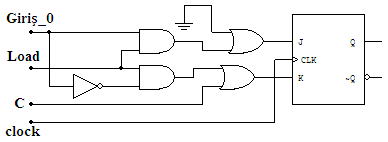 Giriş_0
Load
C
clock
J Q
CLK
K ~Q